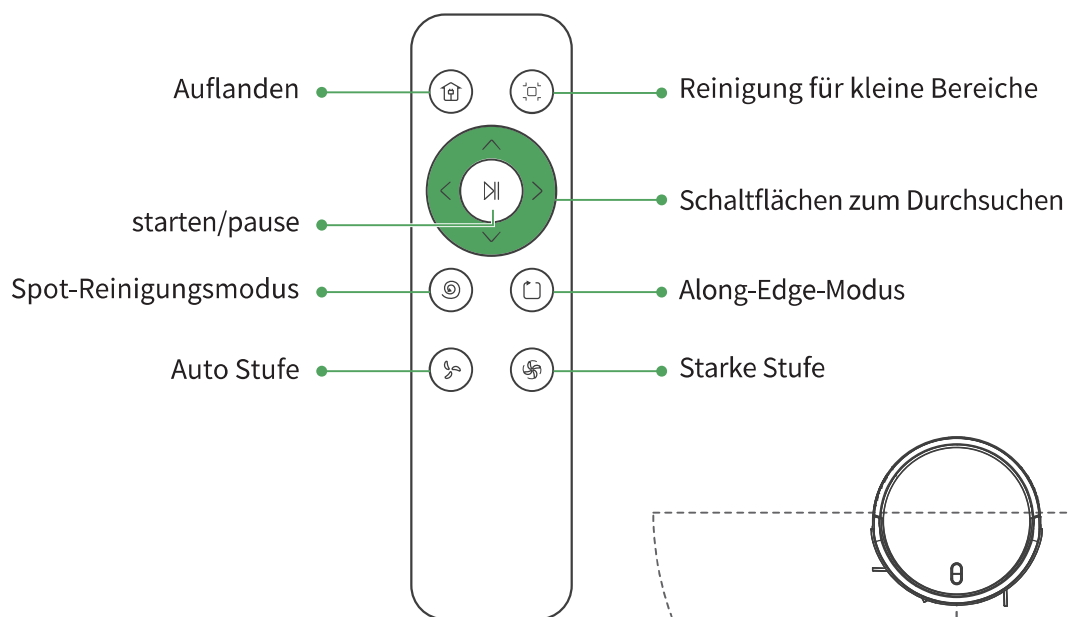 Auflanden
Reinigung für kleine Bereiche
Schaltflächen zum Durchsuchen
starten/pause
Spot-Reinigungsmodus
Along-Edge-Modus
Auto Stufe
Starke Stufe